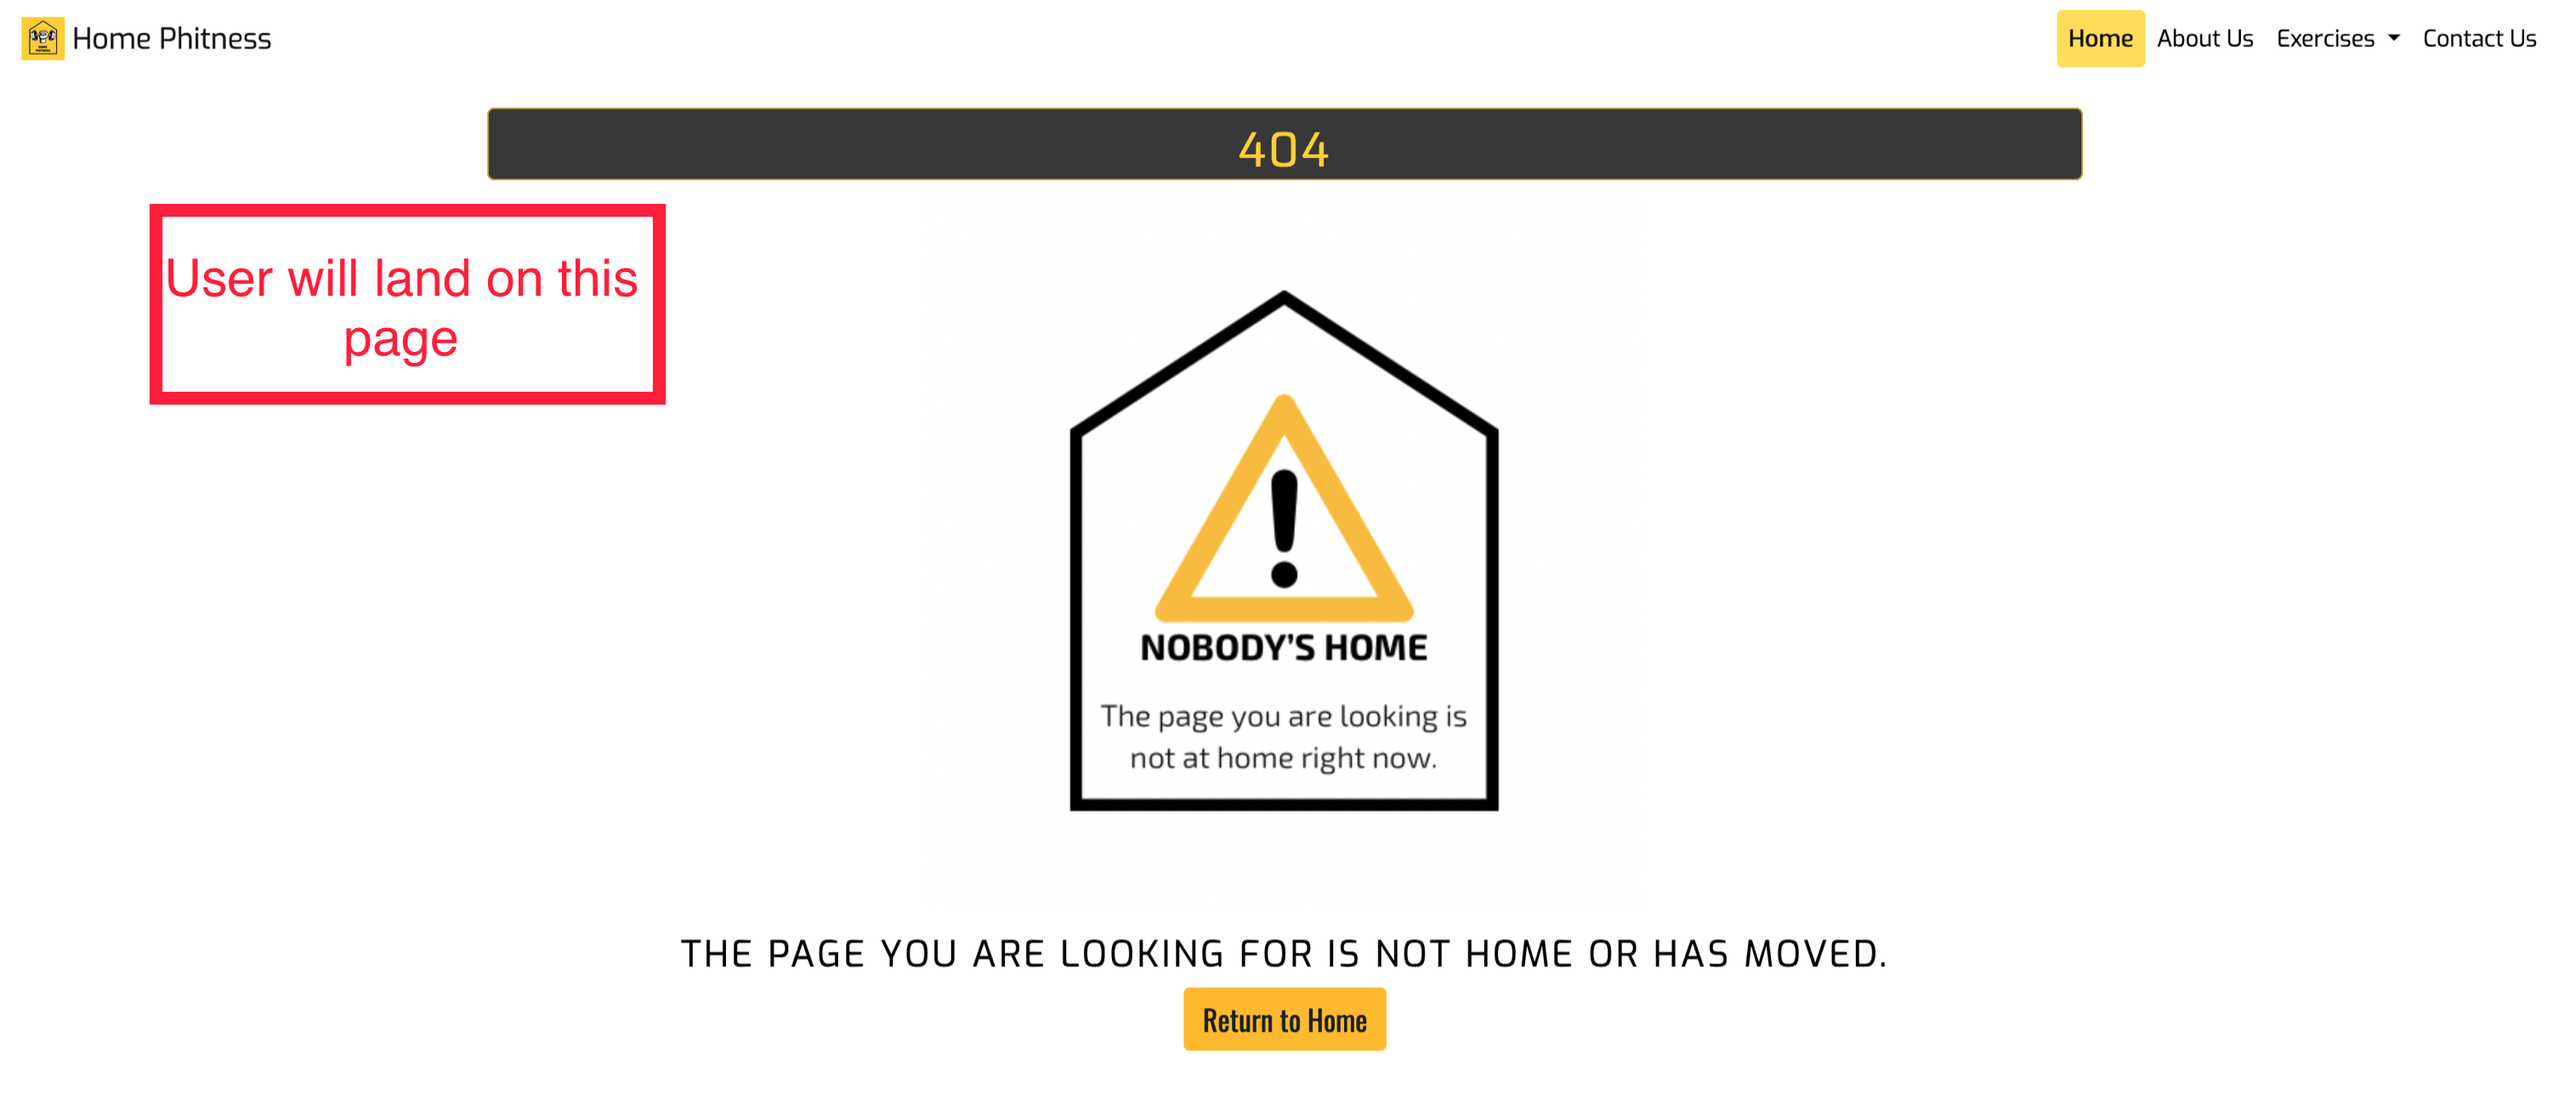 Home Phitness
Home About Us Exercises Contact Us
404
User will land on this
page
NOBODY'S HOME
The page you are looking is
not at home right now.
THE PAGE YOU ARE LOOKING FOR IS NOT HOME OR HAS MOVED.
Return to Home